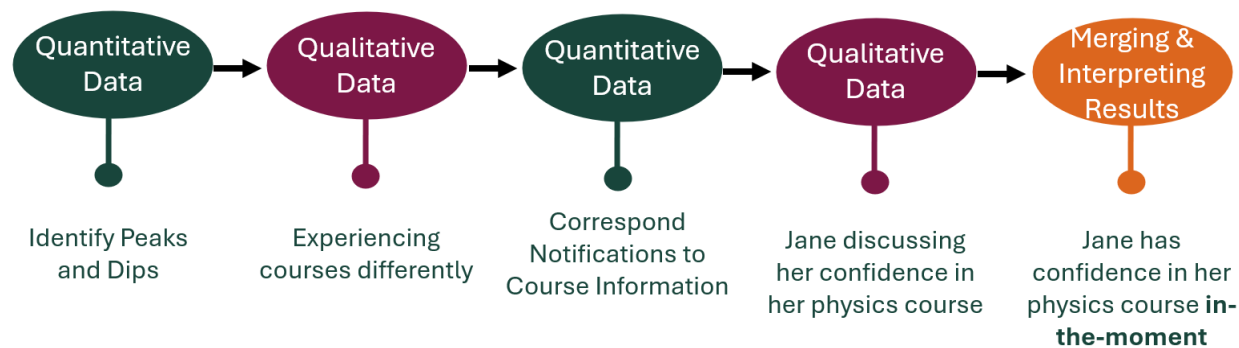 Quantitative
Data
Qualitative
Data
Quantitative
Data
Qualitative
Data
Merging &
Interpreting
Results
Identify Peaks
and Dips
Experiencing
courses differently
Correspond
Notifications to
Course Information
Jane discussing
her confidence in
her physics course
Jane has
confidence in her
physics course in-
the-moment